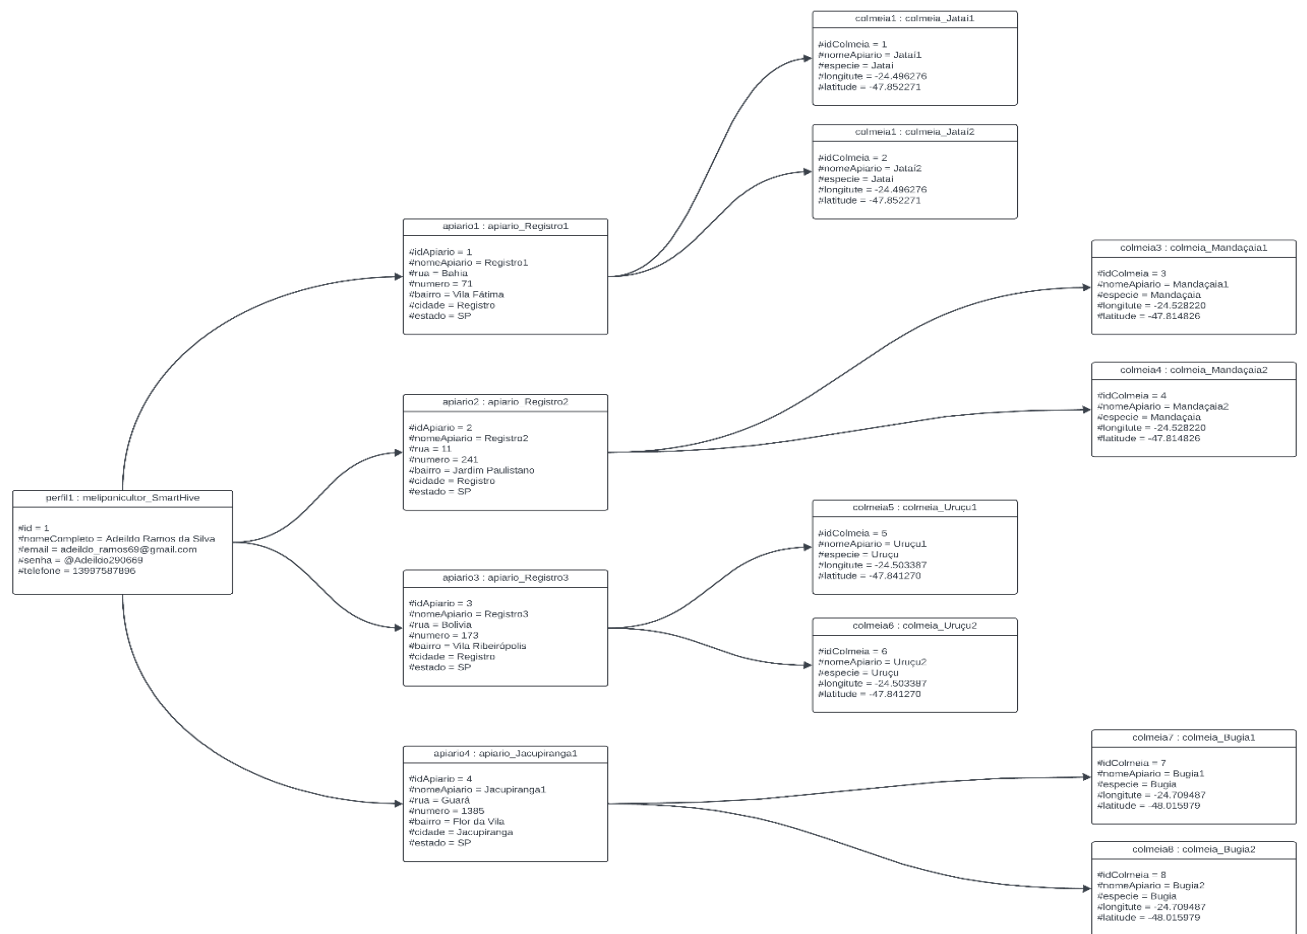 colmeia1 : colmeia_Jataí1
#idColmeia = 1
#nomeApiario = Jataí1
#especie = Jataí
#longitute = -24.496276
#latitude = -47.852271
colmeia1 : colmeia_Jataí2
#idColmeia = 2
#nomeApiario = Jataí2
#especie = Jataí
#longitute = -24.496276
#latitude = -47.852271
apiario1 : apiario_Registro1
#idApiario = 1
#nomeApiario = Registro1
#rua = Bahia
#numero = 71
#bairro = Vila Fátima
#cidade = Registro
#estado = SP
colmeia3 : colmeia_Mandaçaia1
#idColmeia = 3
#nomeApiario = Mandaçaia1
#especie = Mandaçaia
#longitute = -24.528220
#latitude = -47.814826
colmeia4 : colmeia_Mandaçaia2
#idColmeia = 4
#nomeApiario = Mandaçaia2
#especie = Mandaçaia
#longitute = -24.528220
#latitude = -47.814826
apiario2 : apiario_Registro2
#idApiario = 2
#nomeApiario = Registro2
#rua = 11
#numero = 241
#bairro = Jardim Paulistano
#cidade = Registro
#estado = SP
perfil1 : meliponicultor_SmartHive
#id = 1
#nomeCompleto = Adeildo Ramos da Silva
#email = adeildo_ramos69@gmail.com
#senha = @Adeildo290669
#telefone = 13997587896
colmeia5 : colmeia_Uruçu1
#idColmeia = 5
#nomeApiario = Uruçu1
#especie = Uruçu
#longitute = -24.503387
#latitude = -47.841270
apiario3 : apiario_Registro3
#idApiario = 3
#nomeApiario = Registro3
#rua = Bolivia
#numero = 173
#bairro = Vila Ribeirópolis
#cidade = Registro
#estado = SP
colmeia6 : colmeia_Uruçu2
#idColmeia = 6
#nomeApiario = Uruçu2
#especie = Uruçu
#longitute = -24.503387
#latitude = -47.841270
apiario4 : apiario_Jacupiranga1
#idApiario = 4
#nomeApiario = Jacupiranga1
#rua = Guará
#numero = 1385
#bairro = Flor da Vila
#cidade = Jacupiranga
#estado = SP
colmeia7 : colmeia_Bugia1
#idColmeia = 7
#nomeApiario = Bugia1
#especie = Bugia
#longitute = -24.709487
#latitude = -48.015979
colmeia8 : colmeia_Bugia2
#idColmeia = 8
#nomeApiario = Bugia2
#especie = Bugia
#longitute = -24.709487
#latitude = -48.015979